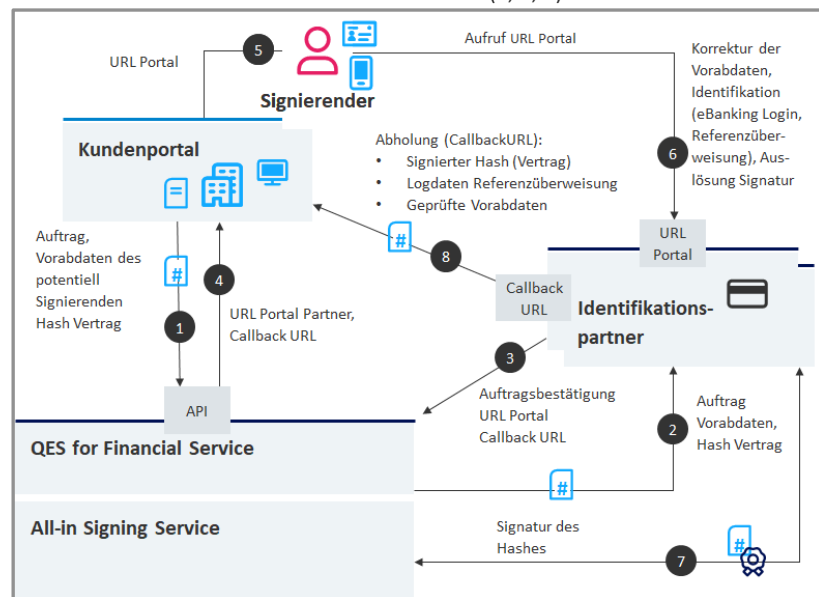 5
URL Portal
Aufruf URL Portal
Signierender
Korrektur der
Vorabdaten,
Identifikation
(eBanking Login,
Referenzüber-
weisung), Aus-
lösung Signatur
6
Kundenportal
Abholung (CallbackURL):
• Signierter Hash (Vertrag)
• Logdaten Referenzüberweisung
• Geprüfte Vorabdaten
URL
Portal
#
8
Auftrag,
Vorabdaten des
potentiell
Signierenden
Hash Vertrag
#
4
1
URL Portal Partner,
Callback URL
Callback
URL
Identifikations-
partner
3
Auftragsbestätigung
URL Portal
Callback URL
Auftrag
Vorabdaten,
Hash Vertrag
2
API
QES for Financial Service
#
All-in Signing Service
Signatur des
Hashes
#
7